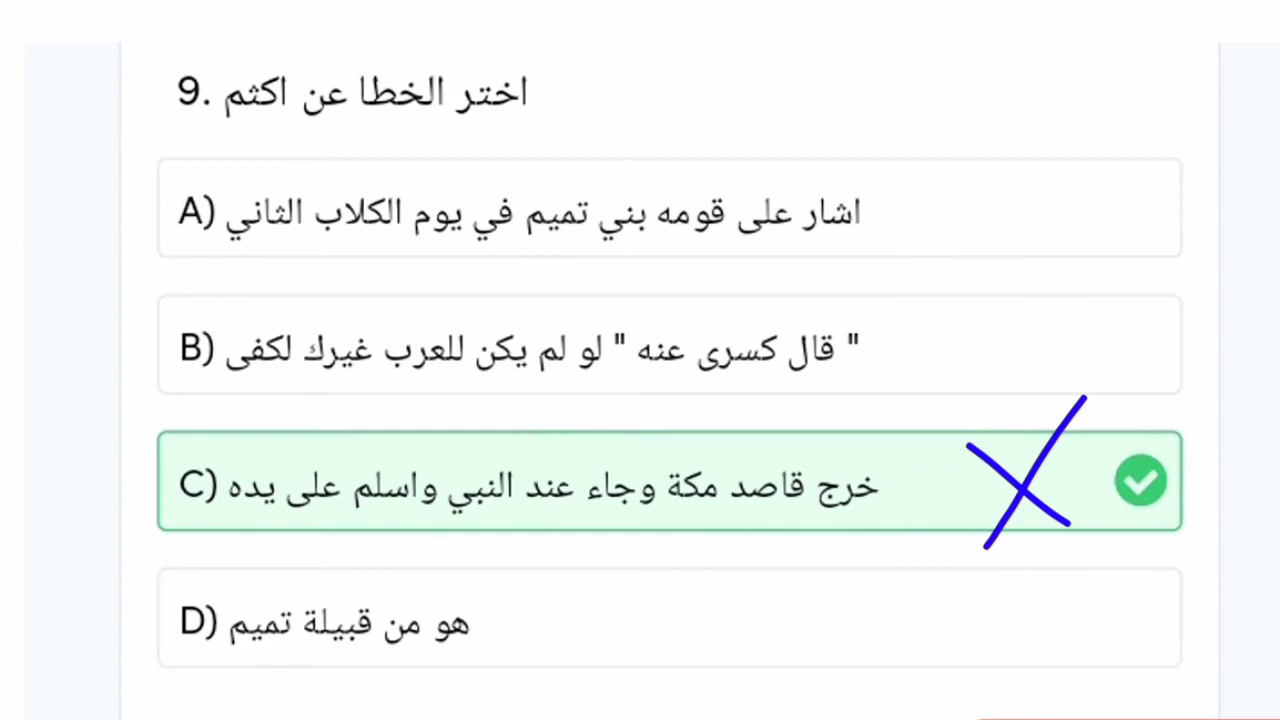 9. اختر الخطا عن اكثم
A) اشار على قومه بني تميم في يوم الكلاب الثاني
B) قال كسرى عنه " لو لم يكن للعرب غيرك لكفى "
C) خرج قاصد مكة وجاء عند النبي واسلم على يده
D) هو من قبيلة تميم